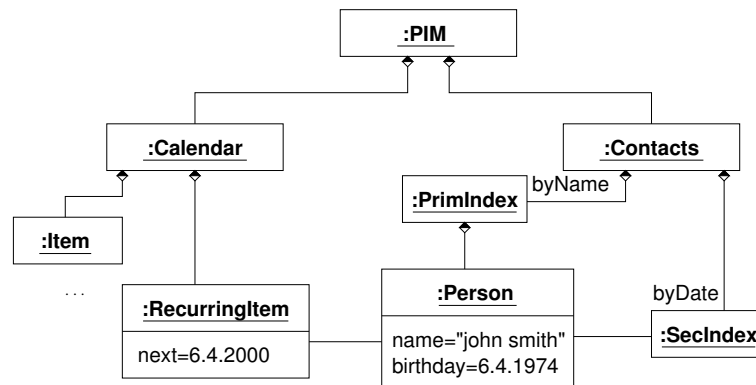 :PIM
:Calendar
:Contacts
:PrimIndex
byName
:Item
. . .
:RecurringItem
next=6.4.2000
:Person
name="john smith"
birthday=6.4.1974
byDate
:SecIndex